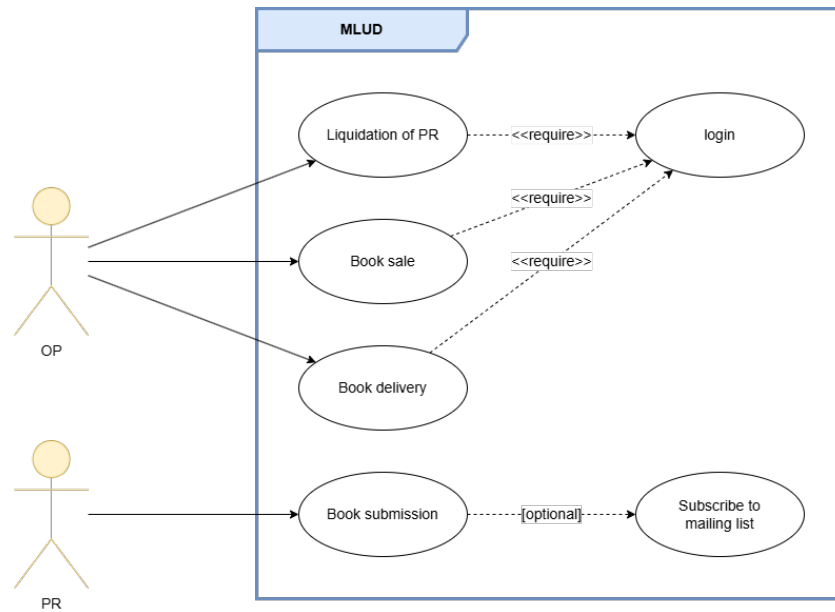 MLUD
Liquidation of PR
<<require>>
login
<<require>>
Book sale
<<require>>
OP
Book delivery
Book submission
[optional]
Subscribe to
mailing list
PR